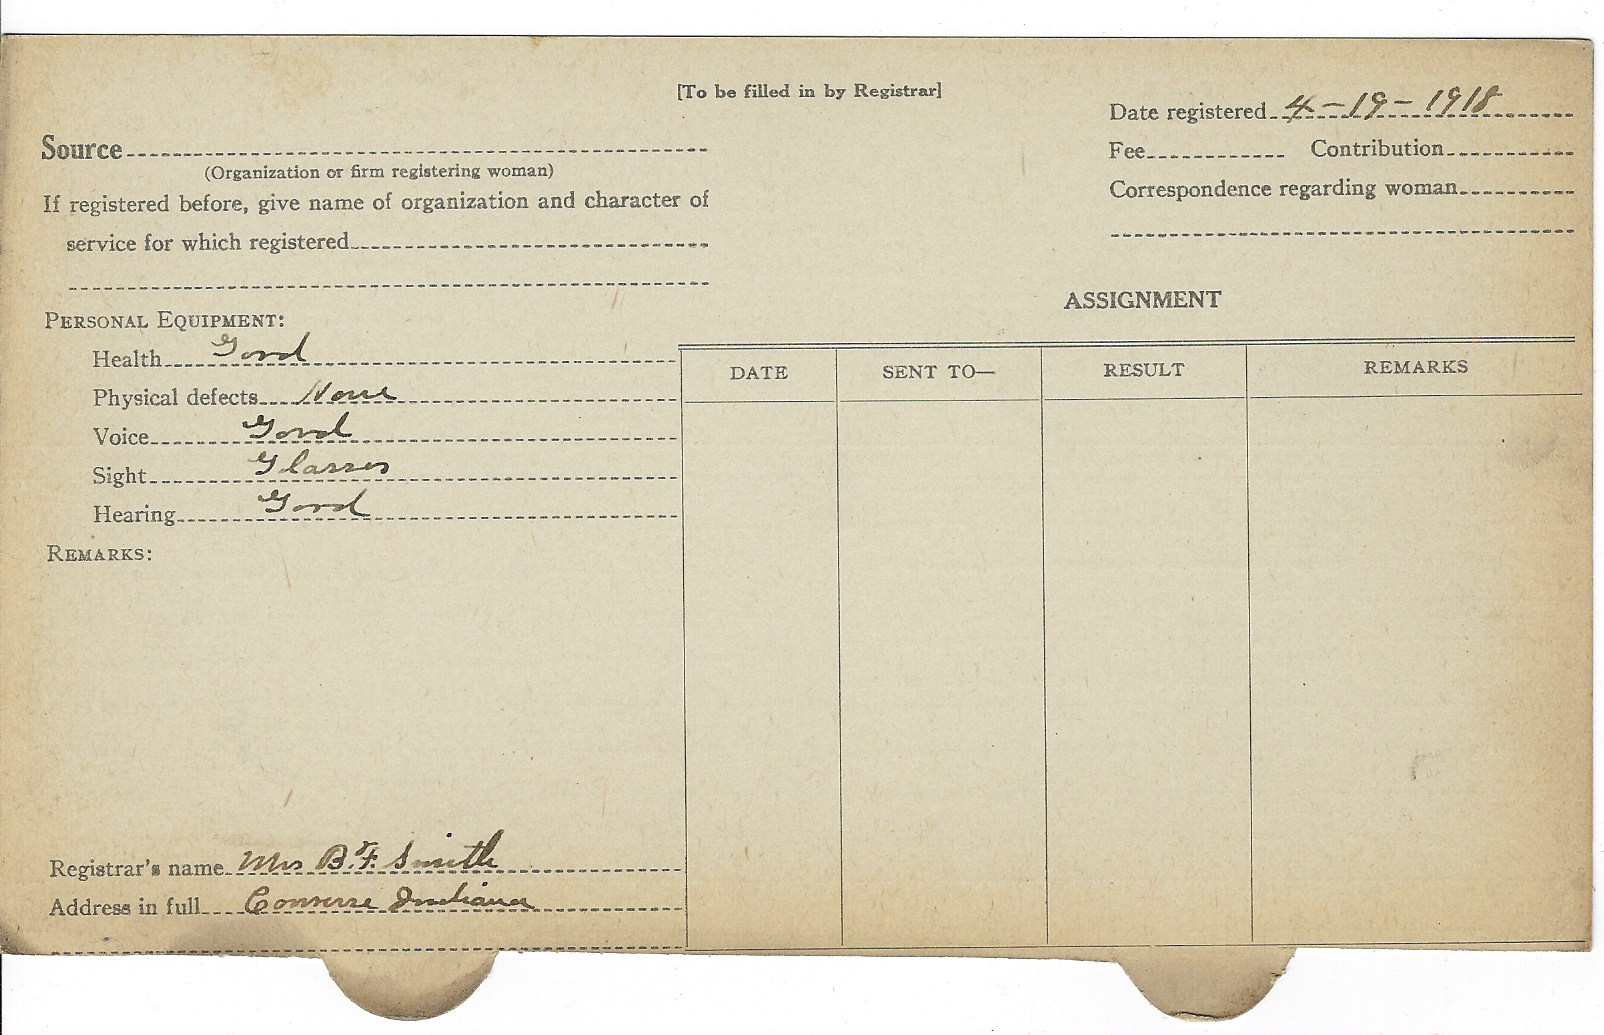 [To be filled in by Registrar]
Date registered 4-19-1918
Source
Fee Contribution
(Organization or firm registering woman)
Correspondence regarding woman
If registered before, give name of organization and character of
service for which registered
ASSIGNMENT
PERSONAL EQUIPMENT:
Health Good
Physical defects None
Voice Good
Sight Glasses
Hearing Good
REMARKS:
DATE SENT TO— RESULT REMARKS
Registrar's name Mrs B.F. Smith
Address in full Converse Indiana